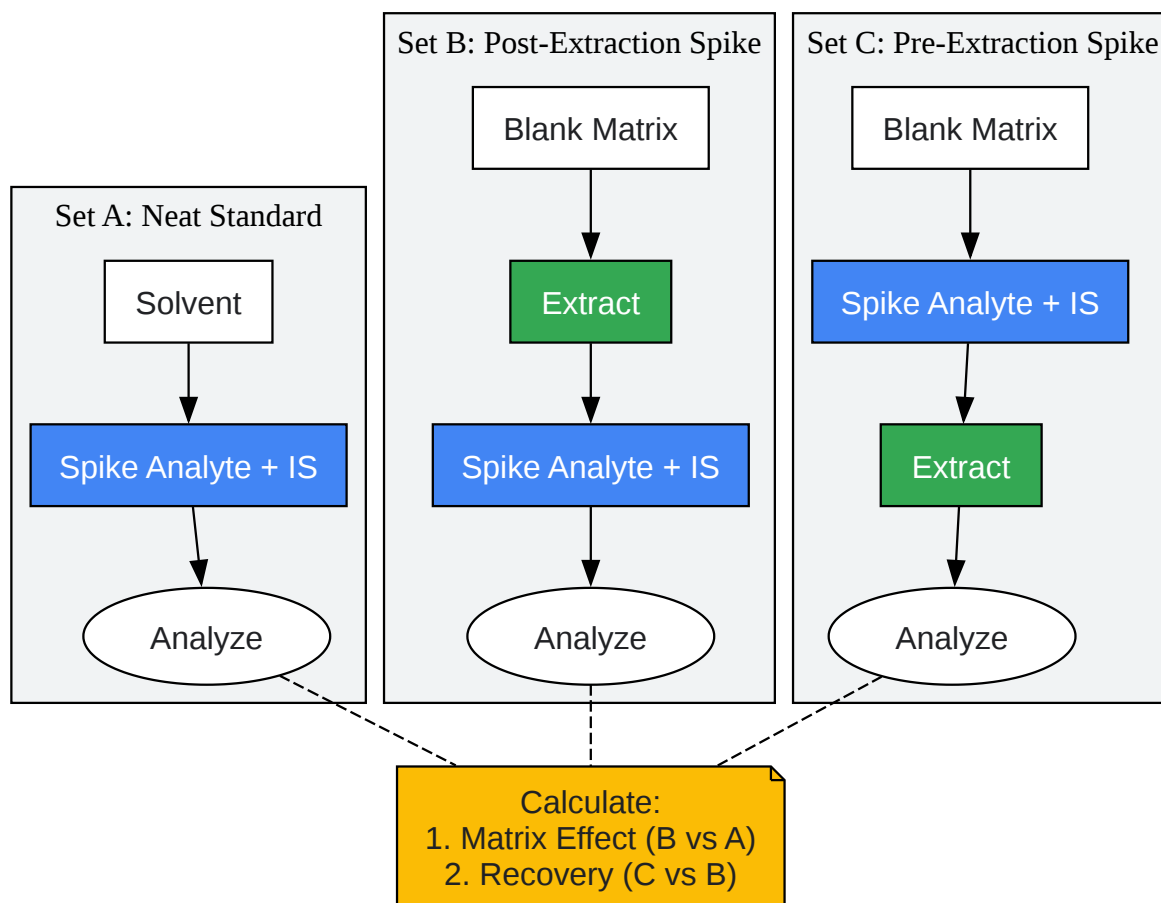 Set A: Neat Standard
Solvent
Spike Analyte + IS
Analyze
Set B: Post-Extraction Spike
Blank Matrix
Extract
Spike Analyte + IS
Analyze
Set C: Pre-Extraction Spike
Blank Matrix
Spike Analyte + IS
Extract
Analyze
Calculate:
1. Matrix Effect (B vs A)
2. Recovery (C vs B)